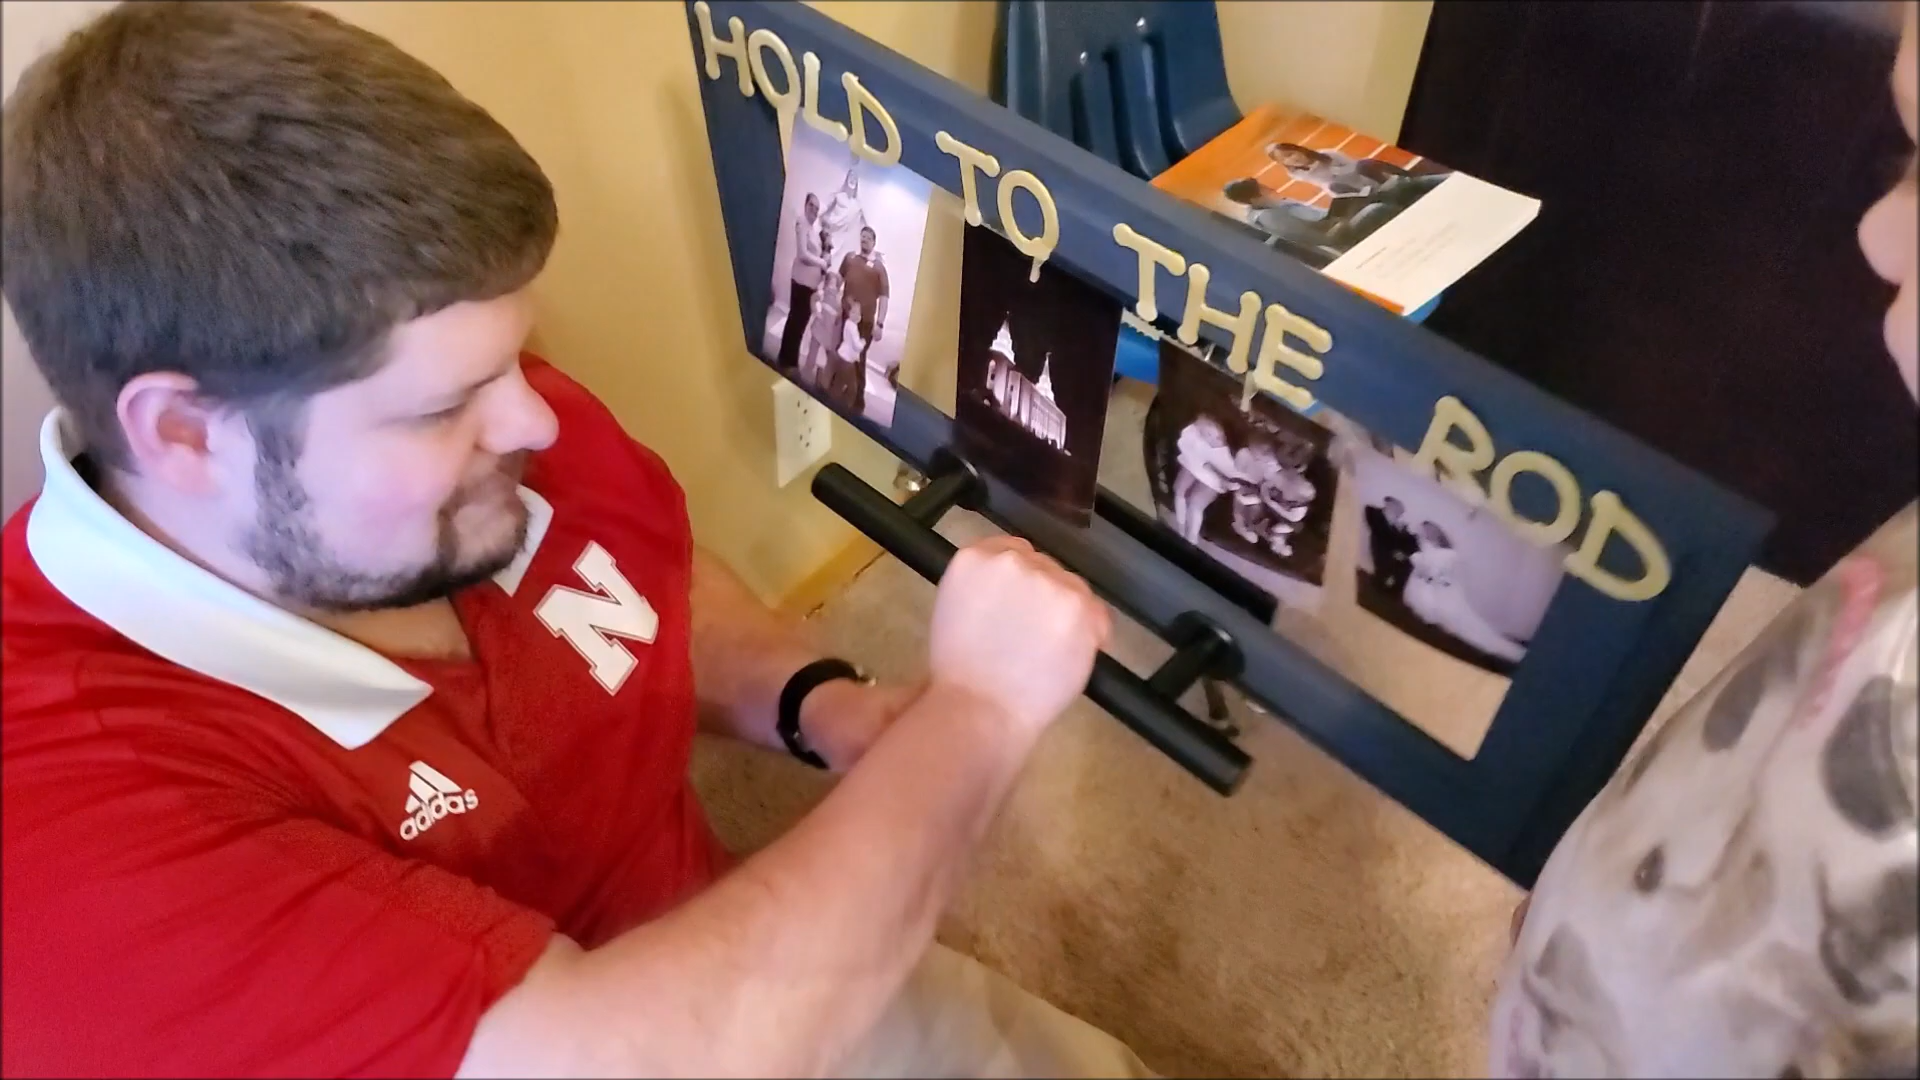 HOLD TO THE ROD
N
adidas